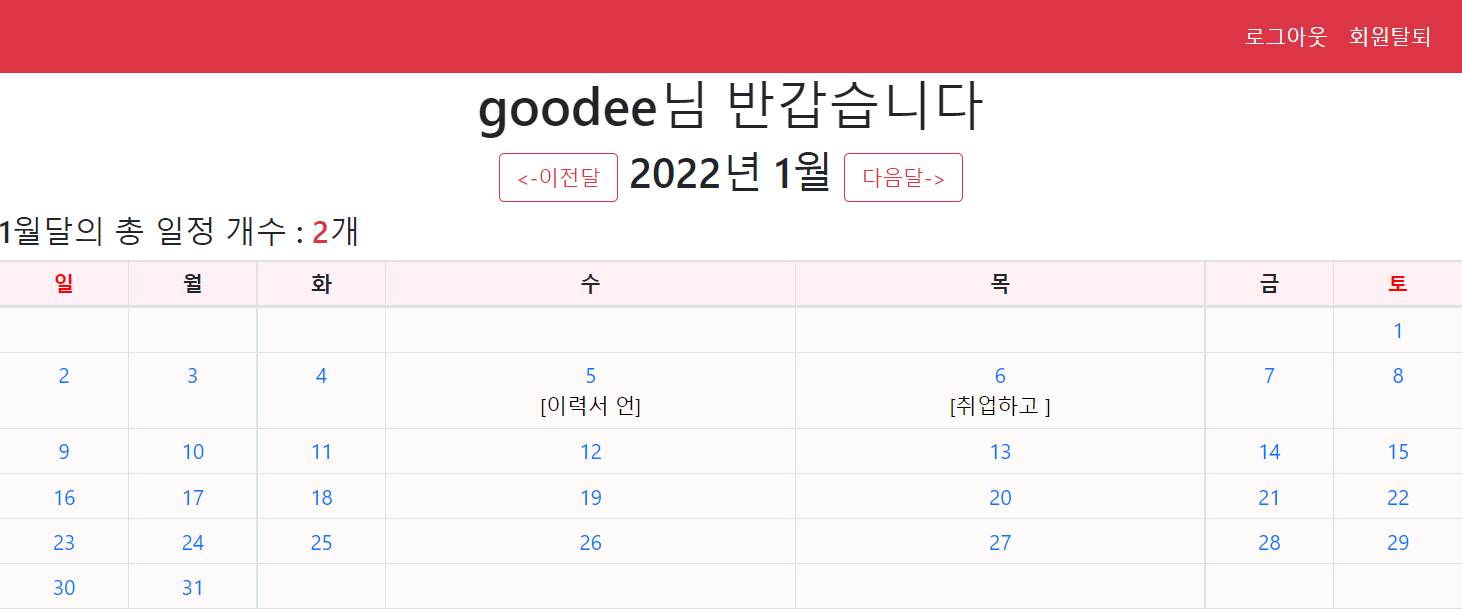 로그아웃 회원탈퇴
goodee님 반갑습니다
<-이전달 2022년 1월 다음달->
1월달의 총 일정 개수 : 2개
일 월 화 수 목 금 토
1
2 3 4 5 6 7 8
[이력서 언] [취업하고 ]
9 10 11 12 13 14 15
16 17 18 19 20 21 22
23 24 25 26 27 28 29
30 31